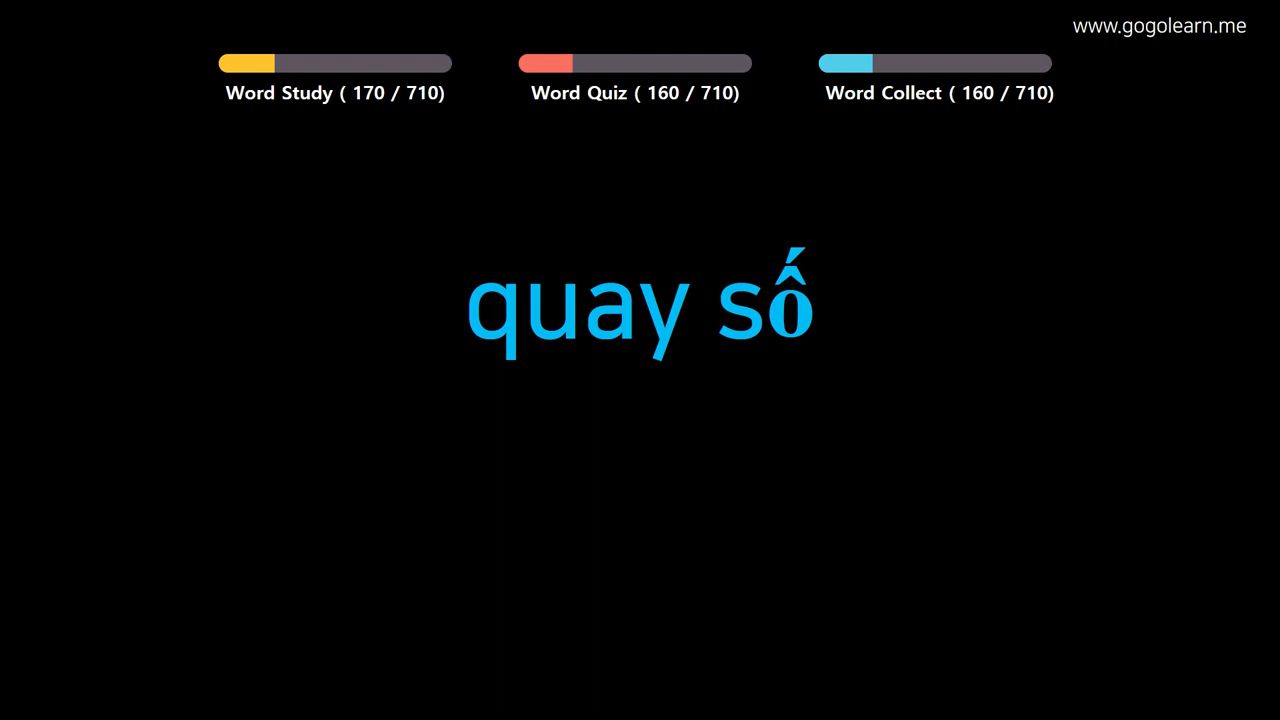 www.gogolearn.me
Word Study ( 170 / 710)
Word Quiz ( 160 / 710)
Word Collect ( 160 / 710)
quay số